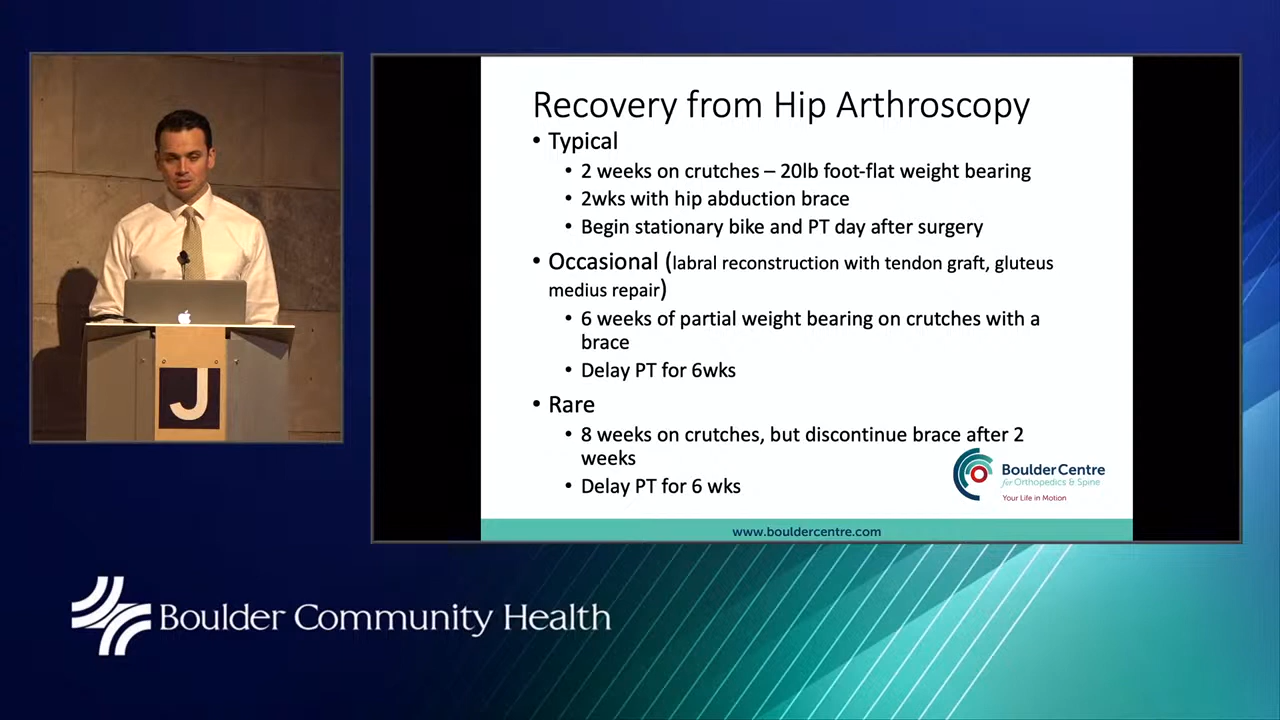 Recovery from Hip Arthroscopy
• Typical
• 2 weeks on crutches – 20lb foot-flat weight bearing
• 2wks with hip abduction brace
• Begin stationary bike and PT day after surgery
• Occasional (labral reconstruction with tendon graft, gluteus
medius repair)
• 6 weeks of partial weight bearing on crutches with a
brace
• Delay PT for 6wks
• Rare
• 8 weeks on crutches, but discontinue brace after 2
weeks
• Delay PT for 6 wks
BoulderCentre
for Orthopedics & Spine
Your Life in Motion
www.bouldercentre.com
J
Boulder Community Health